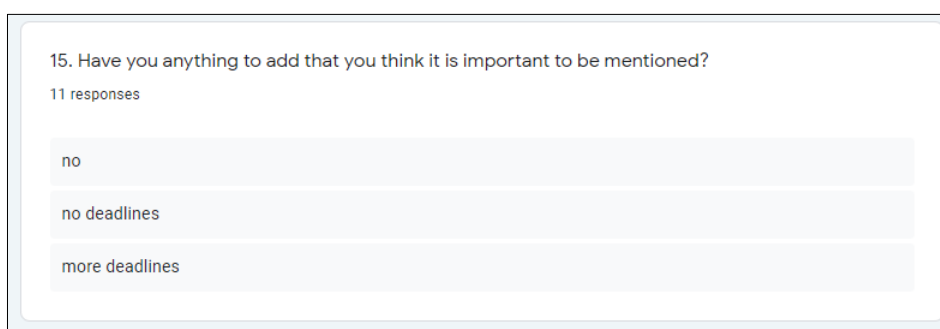 15. Have you anything to add that you think it is important to be mentioned?
11 responses
no
no deadlines
more deadlines